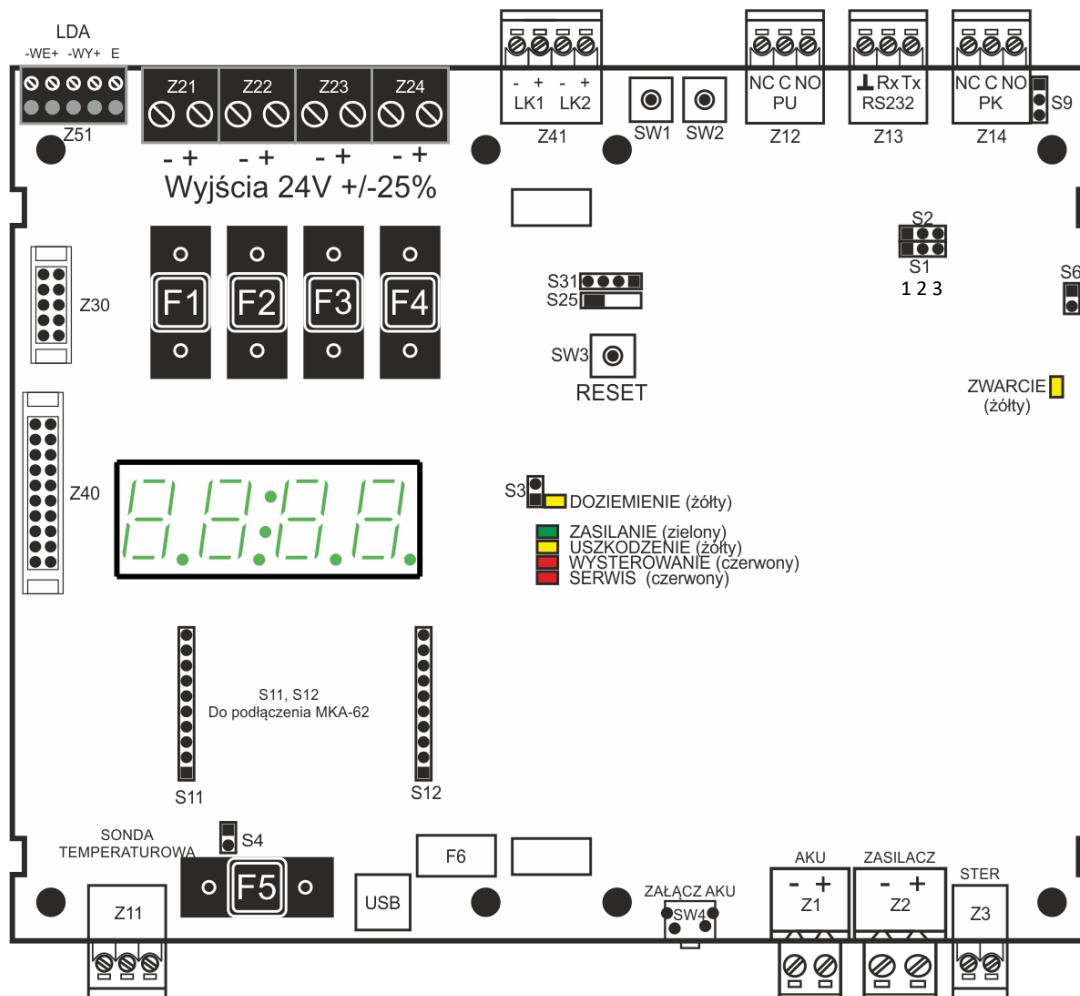 LDA
-WE+ -WY+ E
Z51
Z21 Z22 Z23 Z24
- + - + - + - +
Wyjścia 24V +/-25%
- + - +
LK1 LK2
Z41
SW1 SW2
NC C NO
PU
Z12
Rx Tx
RS232
Z13
NC C NO
PK
Z14
S9
S2
S1
1 2 3
S6
Z30
F1 F2 F3 F4
S31
S25
SW3
RESET
ZWARCIE
(żółty)
Z40
S3
DOZIEMIENIE (żółty)
ZASILANIE (zielony)
USZKODZENIE (żółty)
WYSTEROWANIE (czerwony)
SERWIS (czerwony)
S11, S12
Do podłączenia MKA-62
S11 S12
SONDA
TEMPERATUROWA
S4
F5
F6
USB
Z11
ZAŁĄCZ AKU
SW4
AKU
- +
Z1
ZASILACZ
- +
Z2
STER
Z3